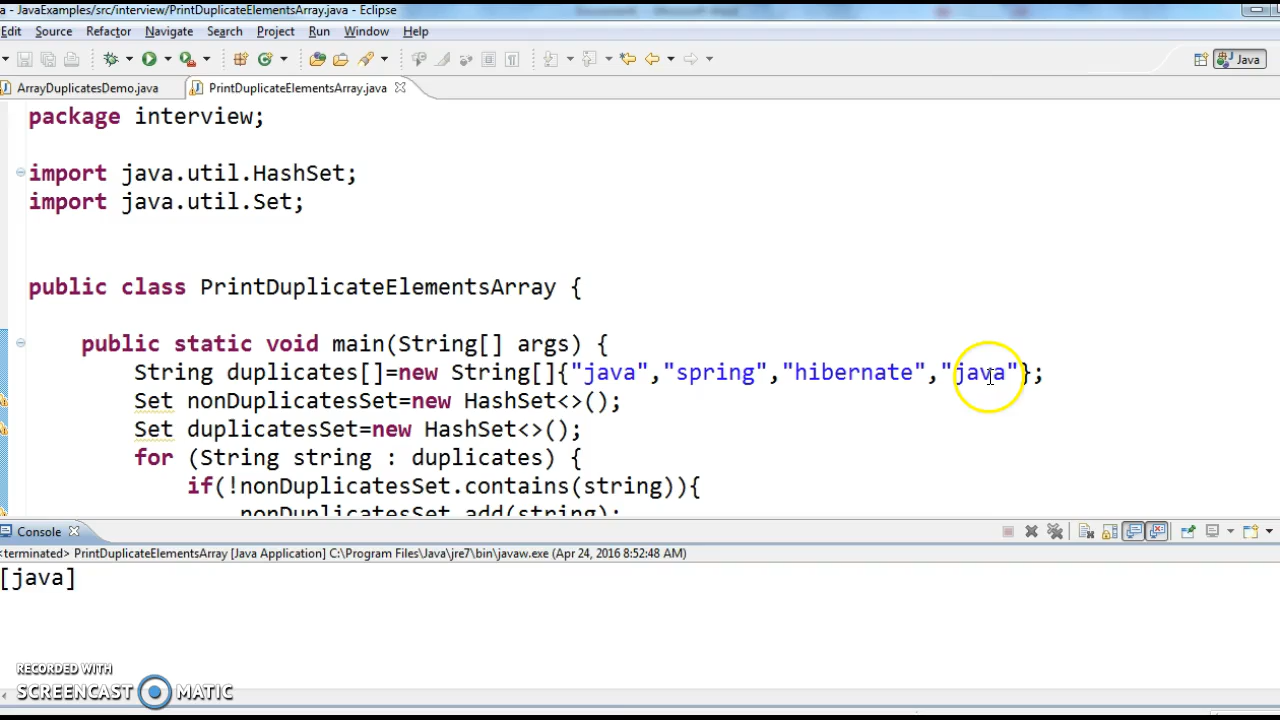 a - JavaExamples/src/interview/PrintDuplicateElementsArray.java - Eclipse
Edit Source Refactor Navigate Search Project Run Window Help
Java
ArrayDuplicatesDemo.java PrintDuplicateElementsArray.java
package interview;
import java.util.HashSet;
import java.util.Set;
public class PrintDuplicateElementsArray {
public static void main(String[] args) {
String duplicates[]=new String[]{"java","spring","hibernate","java"};
Set nonDuplicatesSet=new HashSet<>();
Set duplicatesSet=new HashSet<>();
for (String string : duplicates) {
if(!nonDuplicatesSet.contains(string)){
nonDuplicatesSet.add(string);
Console
<terminated> PrintDuplicateElementsArray [Java Application] C:\Program Files\Java\jre7\bin\javaw.exe (Apr 24, 2016 8:52:48 AM)
[java]
RECORDED WITH
SCREENCAST MATIC